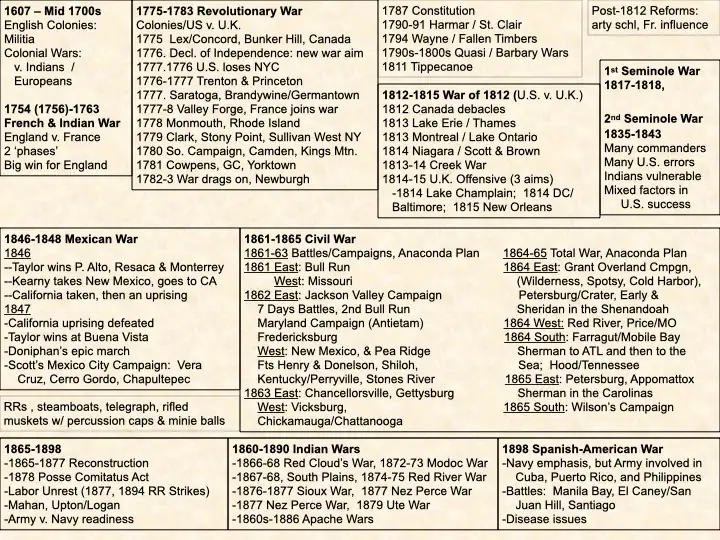 1607 – Mid 1700s
English Colonies:
Militia
Colonial Wars:
v. Indians /
Europeans
1754 (1756)-1763
French & Indian War
England v. France
2 ‘phases’
Big win for England
1775-1783 Revolutionary War
Colonies/US v. U.K.
1775 Lex/Concord, Bunker Hill, Canada
1776. Decl. of Independence: new war aim
1777.1776 U.S. loses NYC
1776-1777 Trenton & Princeton
1777. Saratoga, Brandywine/Germantown
1777-8 Valley Forge, France joins war
1778 Monmouth, Rhode Island
1779 Clark, Stony Point, Sullivan West NY
1780 So. Campaign, Camden, Kings Mtn.
1781 Cowpens, GC, Yorktown
1782-3 War drags on, Newburgh
1787 Constitution
1790-91 Harmar / St. Clair
1794 Wayne / Fallen Timbers
1790s-1800s Quasi / Barbary Wars
1811 Tippecanoe
1812-1815 War of 1812 (U.S. v. U.K.)
1812 Canada debacles
1813 Lake Erie / Thames
1813 Montreal / Lake Ontario
1814 Niagara / Scott & Brown
1813-14 Creek War
1814-15 U.K. Offensive (3 aims)
-1814 Lake Champlain; 1814 DC/
Baltimore; 1815 New Orleans
Post-1812 Reforms:
arty schl, Fr. influence
1st Seminole War
1817-1818,
2nd Seminole War
1835-1843
Many commanders
Many U.S. errors
Indians vulnerable
Mixed factors in
U.S. success
1846-1848 Mexican War
1846
--Taylor wins P. Alto, Resaca & Monterrey
--Kearny takes New Mexico, goes to CA
--California taken, then an uprising
1847
-California uprising defeated
-Taylor wins at Buena Vista
-Doniphan’s epic march
-Scott’s Mexico City Campaign: Vera
Cruz, Cerro Gordo, Chapultepec
RRs , steamboats, telegraph, rifled
muskets w/ percussion caps & minie balls
1861-1865 Civil War
1861-63 Battles/Campaigns, Anaconda Plan
1861 East: Bull Run
West: Missouri
1862 East: Jackson Valley Campaign
7 Days Battles, 2nd Bull Run
Maryland Campaign (Antietam)
Fredericksburg
West: New Mexico, & Pea Ridge
Fts Henry & Donelson, Shiloh,
Kentucky/Perryville, Stones River
1863 East: Chancellorsville, Gettysburg
West: Vicksburg,
Chickamauga/Chattanooga
1864-65 Total War, Anaconda Plan
1864 East: Grant Overland Cmpgn,
(Wilderness, Spotsy, Cold Harbor),
Petersburg/Crater, Early &
Sheridan in the Shenandoah
1864 West: Red River, Price/MO
1864 South: Farragut/Mobile Bay
Sherman to ATL and then to the
Sea; Hood/Tennessee
1865 East: Petersburg, Appomattox
Sherman in the Carolinas
1865 South: Wilson’s Campaign
1865-1898
-1865-1877 Reconstruction
-1878 Posse Comitatus Act
-Labor Unrest (1877, 1894 RR Strikes)
-Mahan, Upton/Logan
-Army v. Navy readiness
1860-1890 Indian Wars
-1866-68 Red Cloud’s War, 1872-73 Modoc War
-1867-68, South Plains, 1874-75 Red River War
-1876-1877 Sioux War, 1877 Nez Perce War
-1877 Nez Perce War, 1879 Ute War
-1860s-1886 Apache Wars
1898 Spanish-American War
-Navy emphasis, but Army involved in
Cuba, Puerto Rico, and Philippines
-Battles: Manila Bay, El Caney/San
Juan Hill, Santiago
-Disease issues